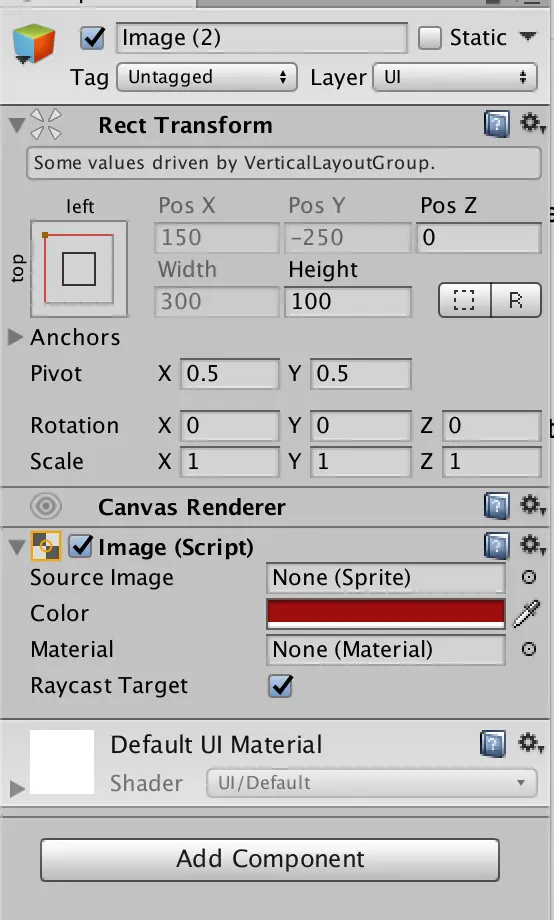 Image (2)
Static
Tag Untagged Layer UI
Rect Transform
Some values driven by VerticalLayoutGroup.
left
top
Pos X Pos Y Pos Z
150 -250 0
Width Height
300 100
R
Anchors
Pivot X 0.5 Y 0.5
Rotation X 0 Y 0 Z 0
Scale X 1 Y 1 Z 1
Canvas Renderer
Image (Script)
Source Image None (Sprite)
Color
Material None (Material)
Raycast Target
Default UI Material
Shader UI/Default
Add Component